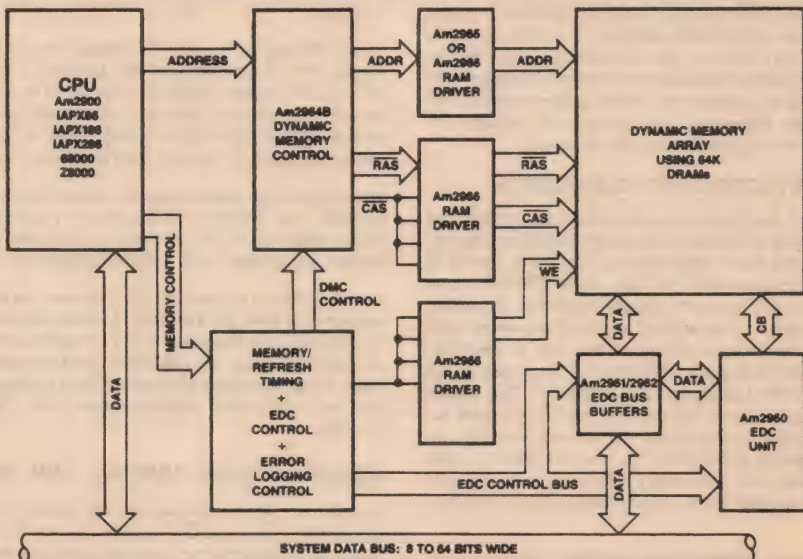 CPU
Am2900
IAPX86
IAPX186
IAPX286
68000
Z8000
ADDRESS
Am2964B
DYNAMIC
MEMORY
CONTROL
ADDR
Am2965
OR
Am2966
RAM
DRIVER
ADDR
DYNAMIC MEMORY
ARRAY
USING 64K
DRAMs
RAS
CAS
Am2966
RAM
DRIVER
RAS
CAS
WE
MEMORY CONTROL
DMC
CONTROL
DATA
MEMORY/
REFRESH
TIMING
+
EDC
CONTROL
+
ERROR
LOGGING
CONTROL
Am2966
RAM
DRIVER
DATA
CB
Am2961/2962
EDC BUS
BUFFERS
DATA
Am2960
EDC
UNIT
EDC CONTROL BUS
DATA
SYSTEM DATA BUS: 8 TO 64 BITS WIDE